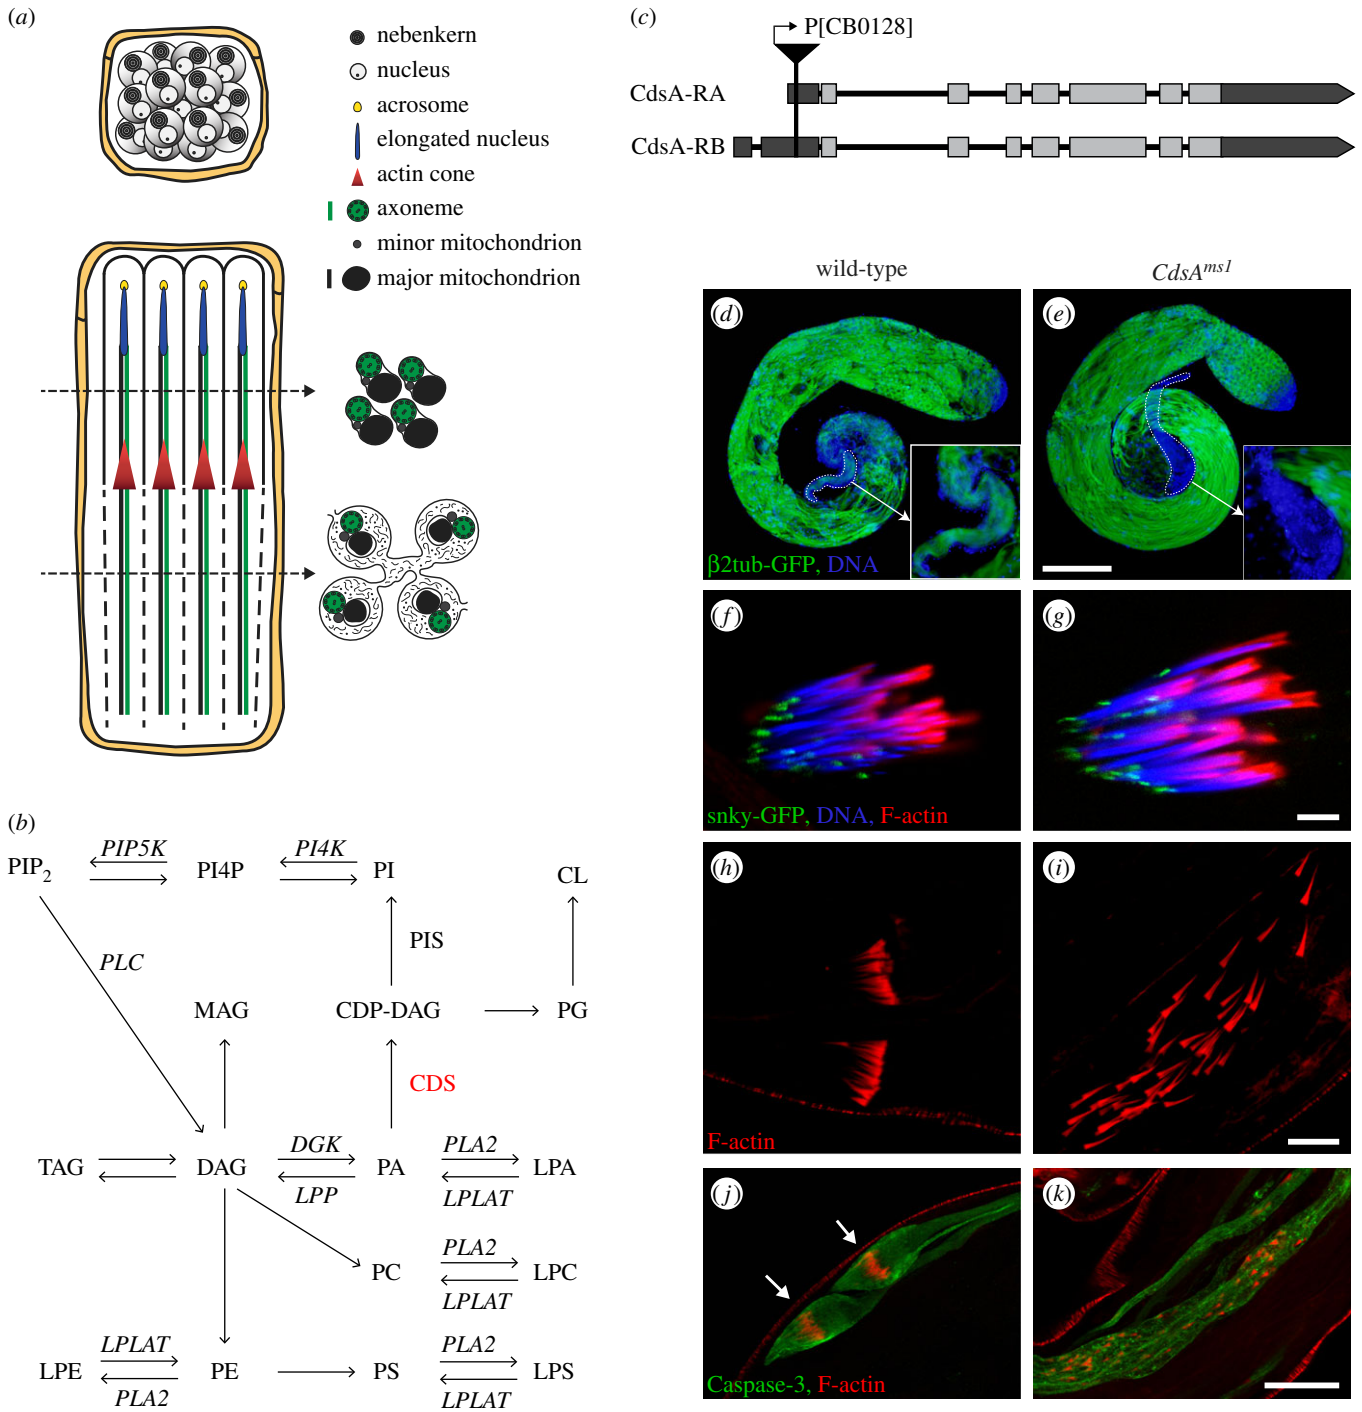 (a)
nebenkern
nucleus
acrosome
elongated nucleus
actin cone
axoneme
minor mitochondrion
major mitochondrion
(b)
PIP2 PIP5K PI4P PI4K PI CL
PLC PIS
MAG CDP-DAG PG
CDS
TAG DAG DGK PA PLA2 LPA
LPP LPLAT
PC PLA2 LPC
LPLAT
LPE LPLAT PE PS PLA2 LPS
PLA2 LPLAT
(c)
P[CB0128]
CdsA-RA
CdsA-RB
wild-type CdsA^ms1
(d) (e)
β2tub-GFP, DNA
(f) (g)
snky-GFP, DNA, F-actin
(h) (i)
F-actin
(j) (k)
Caspase-3, F-actin